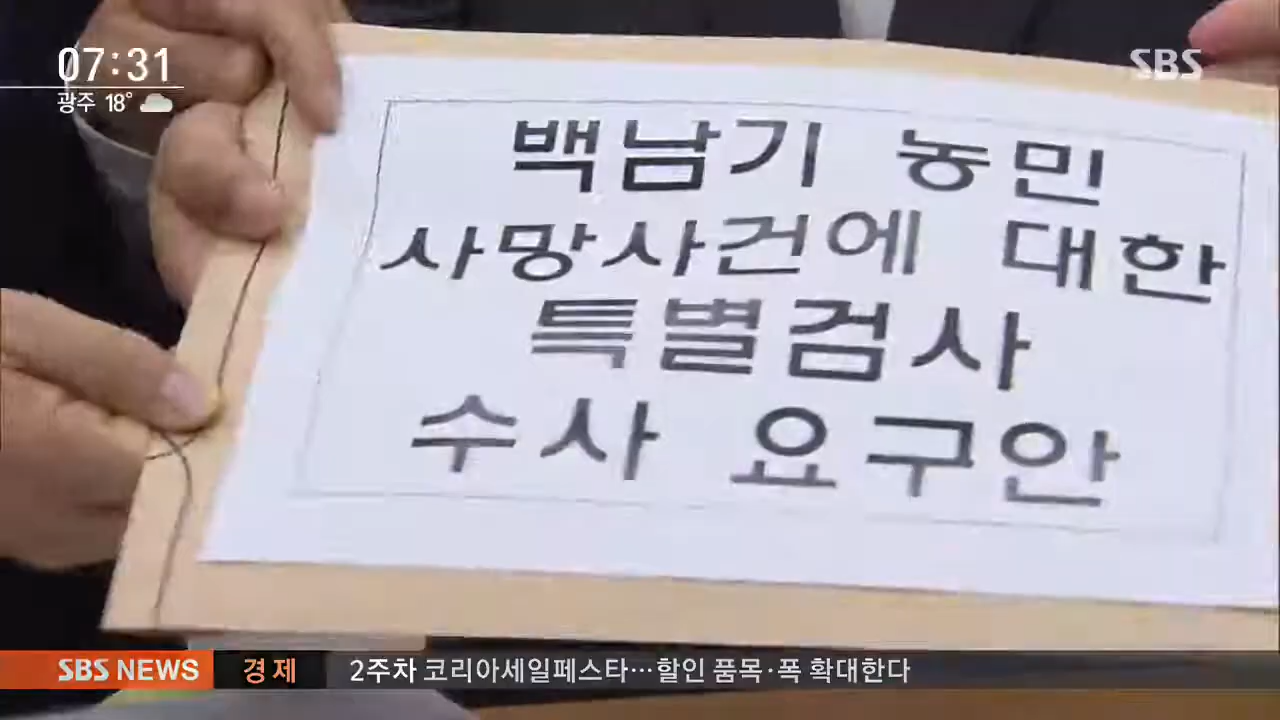 07:31
광주 18°
SBS
백남기 농민
사망사건에 대한
특별검사
수사 요구안
SBS NEWS
경제
2주차 코리아세일페스타…할인 품목·폭 확대한다